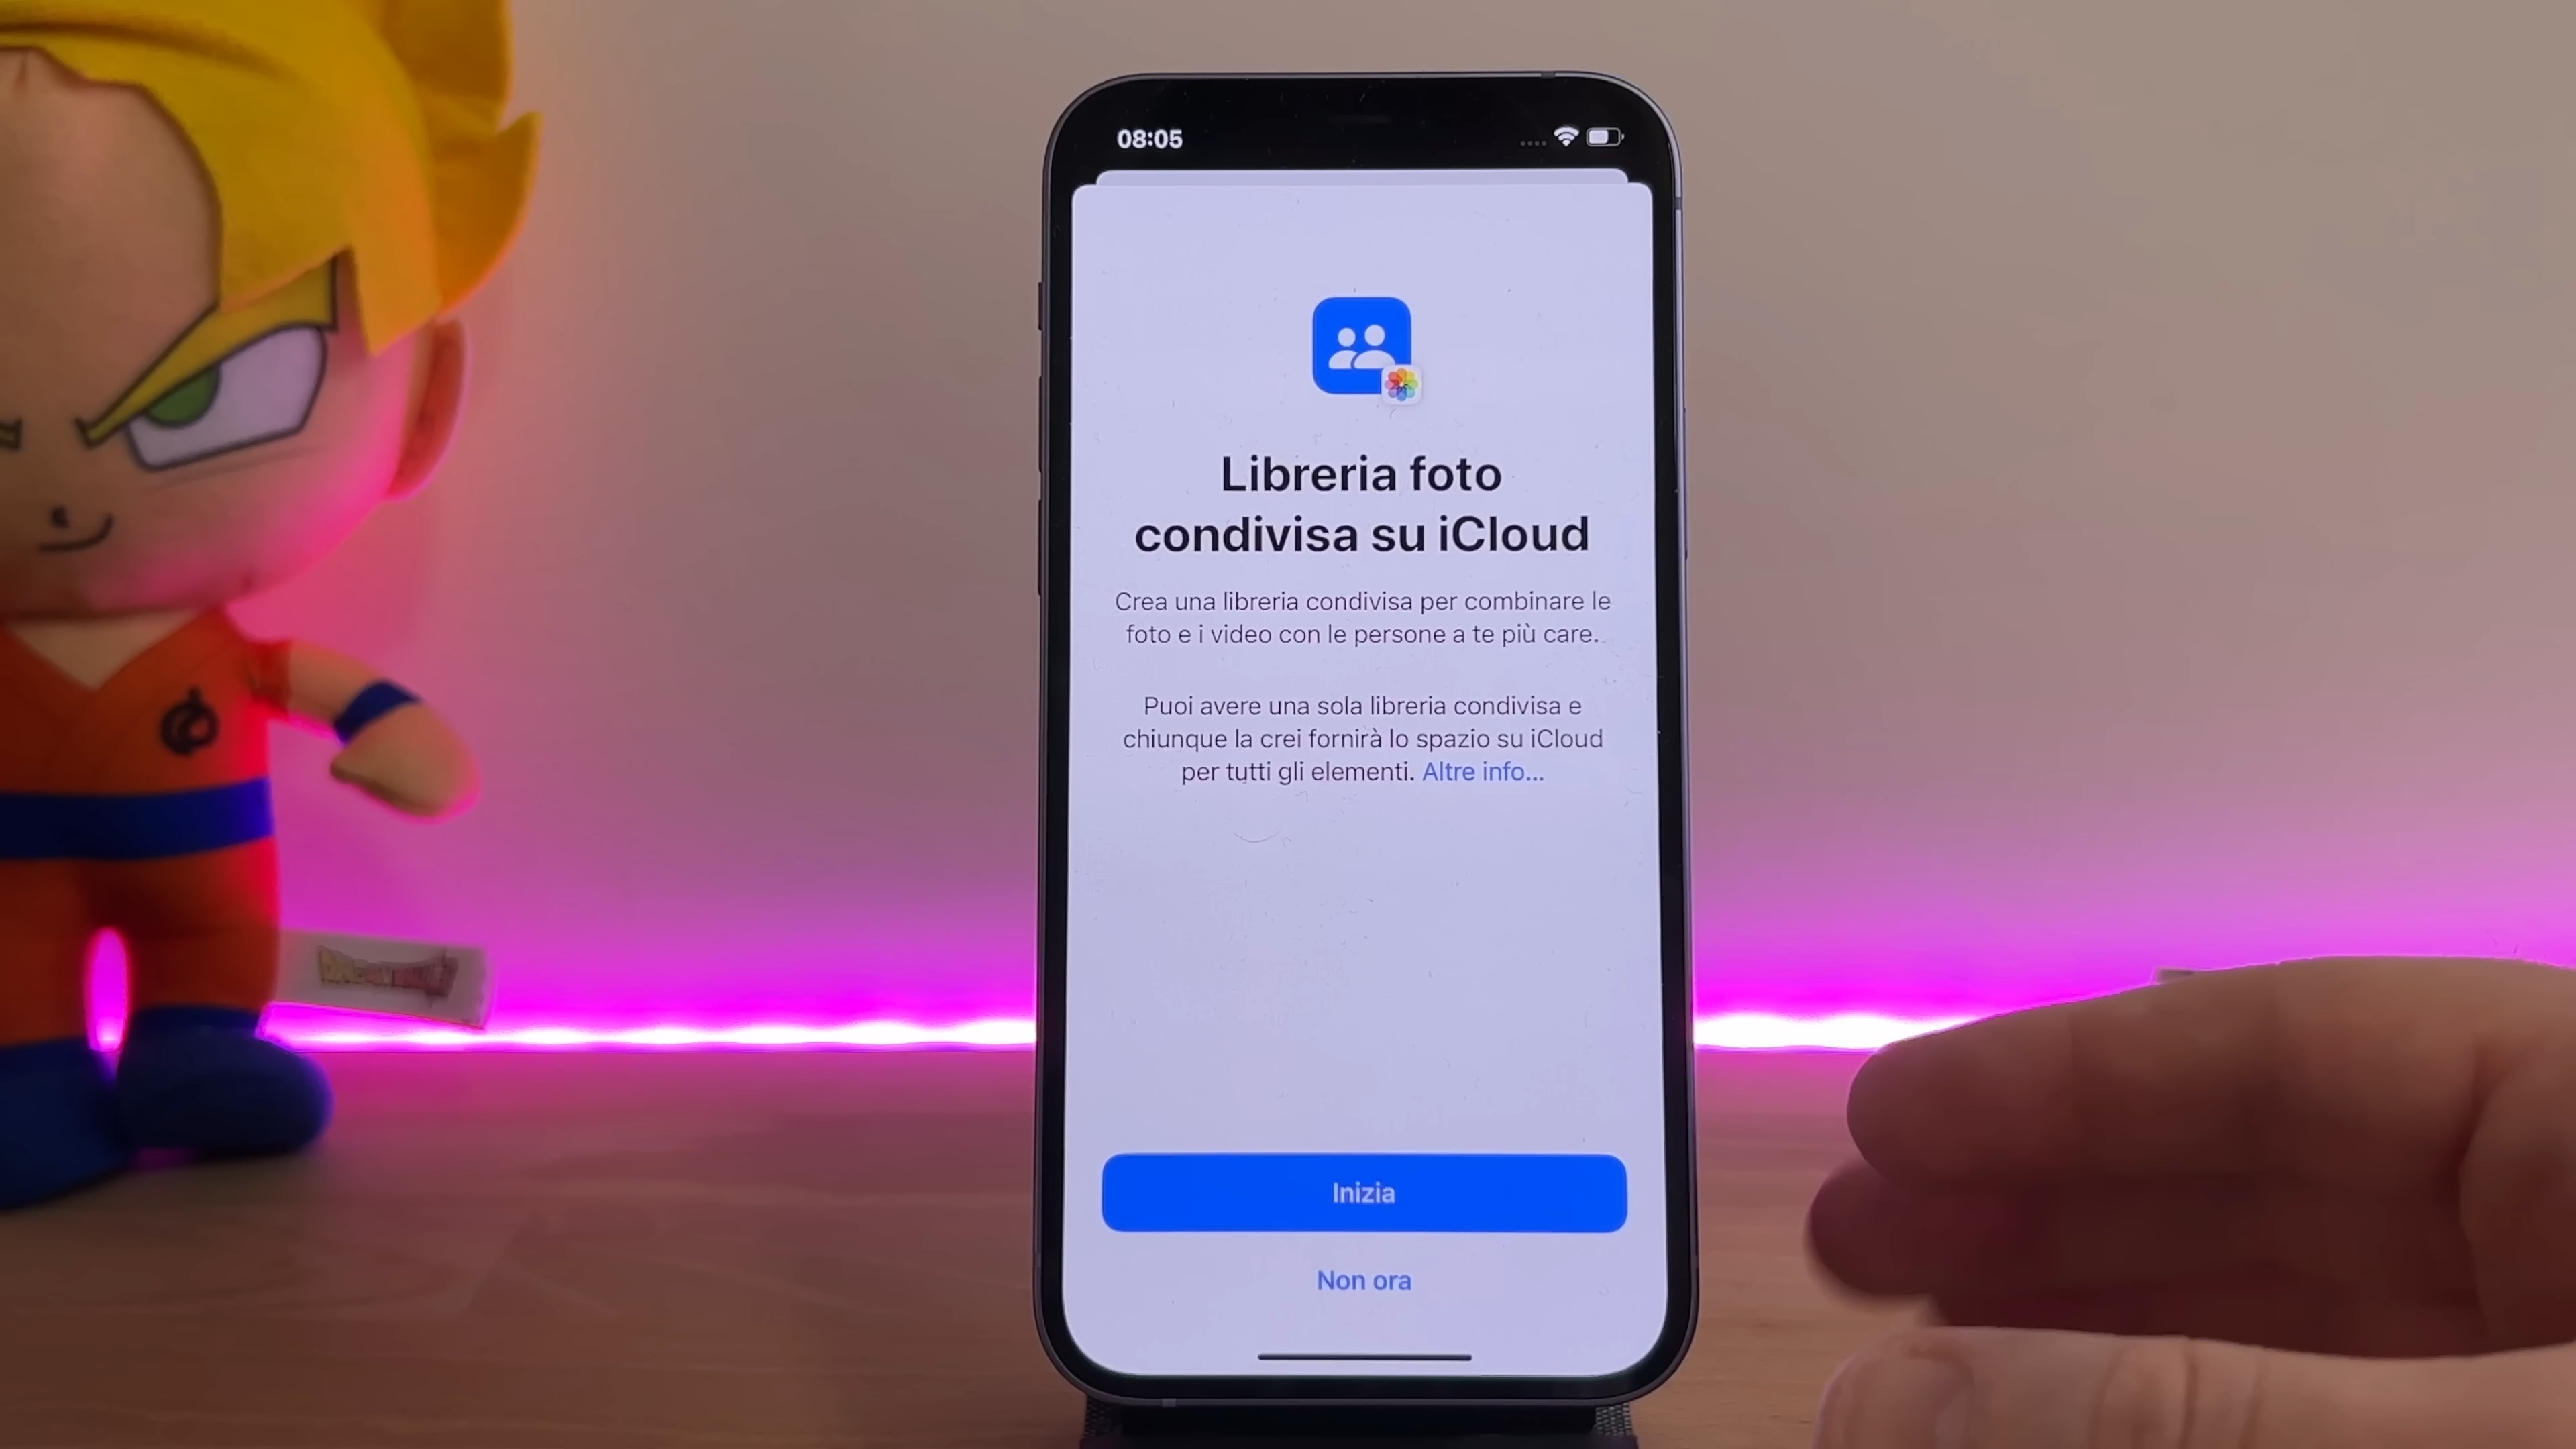 08:05
Libreria foto
condivisa su iCloud
Crea una libreria condivisa per combinare le
foto e i video con le persone a te più care.
Puoi avere una sola libreria condivisa e
chiunque la crei fornirà lo spazio su iCloud
per tutti gli elementi. Altre info...
Inizia
Non ora